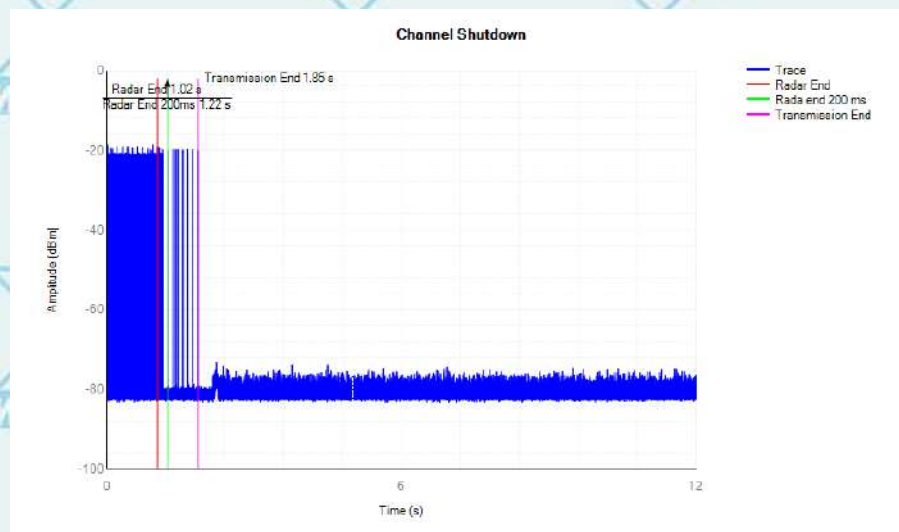 Channel Shutdown
Transmission End 1.85 s
Radar End 1.02 s
Radar End 200ms 1.22 s
Trace
Radar End
Rada end 200 ms
Transmission End
0
-20
-40
-60
-80
-100
Amplitude [dBm]
0
6
12
Time (s)